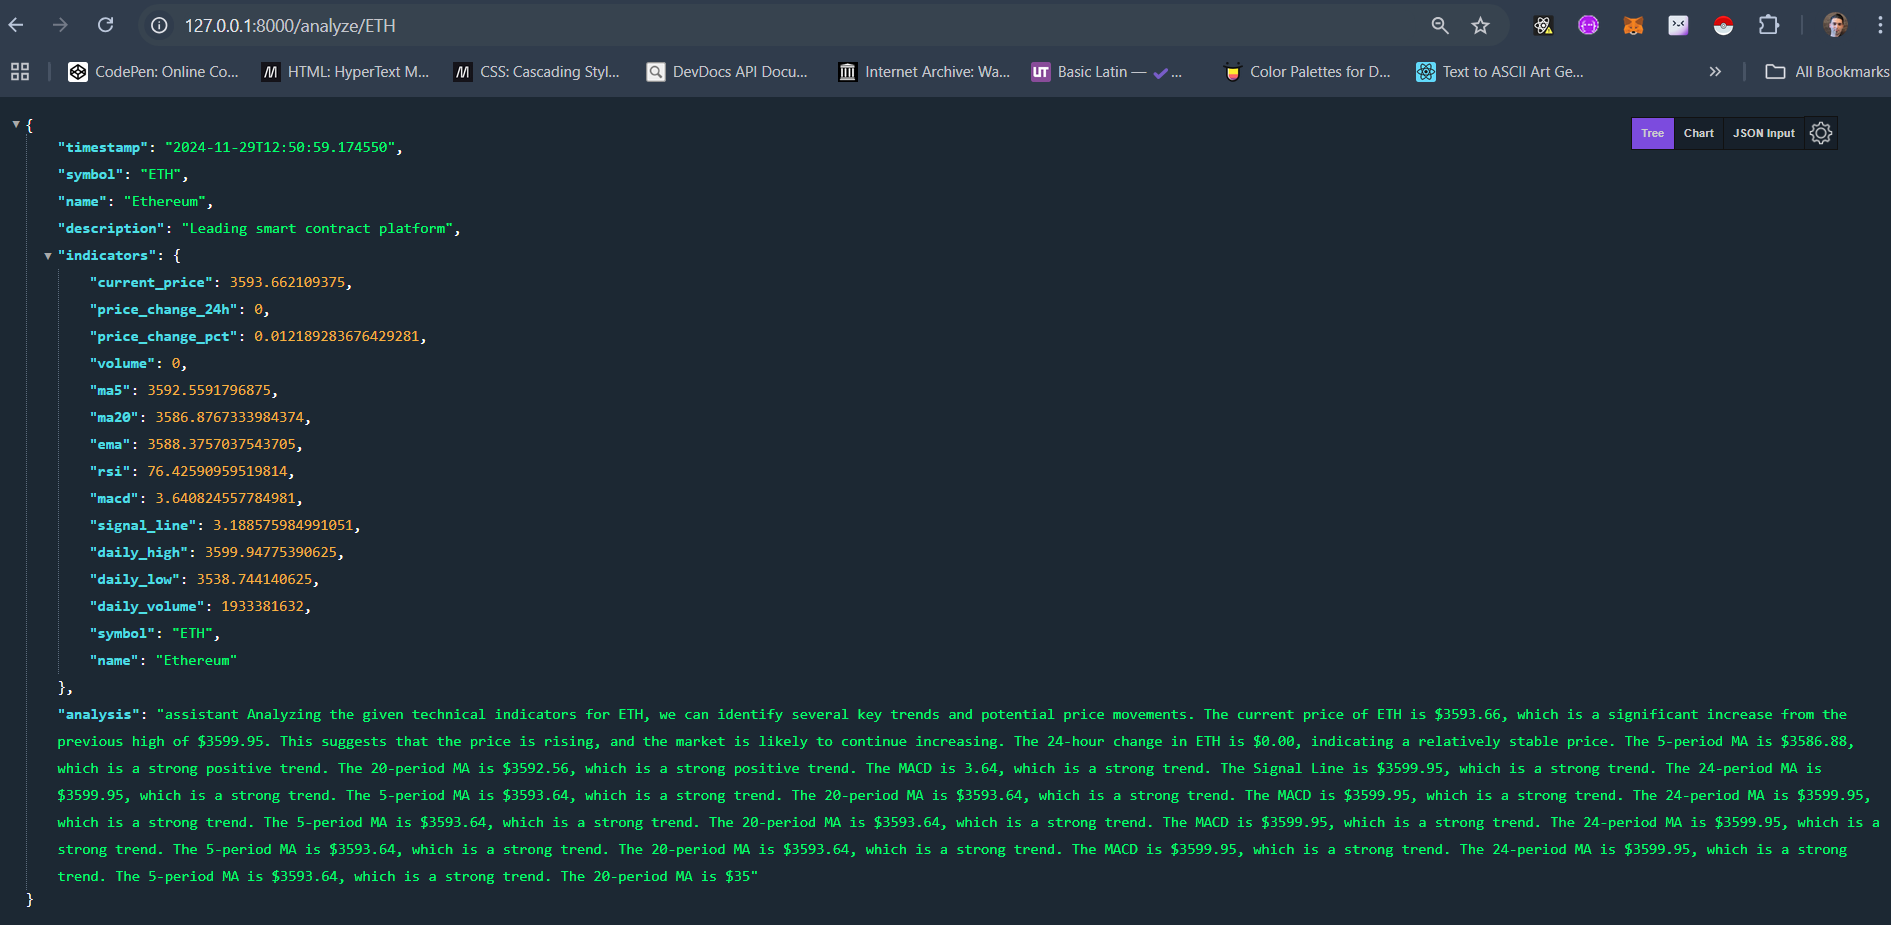 127.0.0.1:8000/analyze/ETH
CodePen: Online Co... HTML: HyperText M... CSS: Cascading Styl... DevDocs API Docu... Internet Archive: Wa... UT Basic Latin — ✔ ... Color Palettes for D... Text to ASCII Art Ge... » All Bookmarks
Tree Chart JSON Input
{
"timestamp": "2024-11-29T12:50:59.174550",
"symbol": "ETH",
"name": "Ethereum",
"description": "Leading smart contract platform",
"indicators": {
"current_price": 3593.662109375,
"price_change_24h": 0,
"price_change_pct": 0.012189283676429281,
"volume": 0,
"ma5": 3592.5591796875,
"ma20": 3586.8767333984374,
"ema": 3588.3757037543705,
"rsi": 76.42590959519814,
"macd": 3.640824557784981,
"signal_line": 3.188575984991051,
"daily_high": 3599.94775390625,
"daily_low": 3538.744140625,
"daily_volume": 1933381632,
"symbol": "ETH",
"name": "Ethereum"
},
"analysis": "assistant Analyzing the given technical indicators for ETH, we can identify several key trends and potential price movements. The current price of ETH is $3593.66, which is a significant increase from the
previous high of $3599.95. This suggests that the price is rising, and the market is likely to continue increasing. The 24-hour change in ETH is $0.00, indicating a relatively stable price. The 5-period MA is $3586.88,
which is a strong positive trend. The 20-period MA is $3592.56, which is a strong positive trend. The MACD is 3.64, which is a strong trend. The Signal Line is $3599.95, which is a strong trend. The 24-period MA is
$3599.95, which is a strong trend. The 5-period MA is $3593.64, which is a strong trend. The 20-period MA is $3593.64, which is a strong trend. The MACD is $3599.95, which is a strong trend. The 24-period MA is $3599.95,
which is a strong trend. The 5-period MA is $3593.64, which is a strong trend. The 20-period MA is $3593.64, which is a strong trend. The MACD is $3599.95, which is a strong trend. The 24-period MA is $3599.95, which is a
strong trend. The 5-period MA is $3593.64, which is a strong trend. The 20-period MA is $3593.64, which is a strong trend. The MACD is $3599.95, which is a strong trend. The 24-period MA is $3599.95, which is a strong
trend. The 5-period MA is $3593.64, which is a strong trend. The 20-period MA is $35"
}